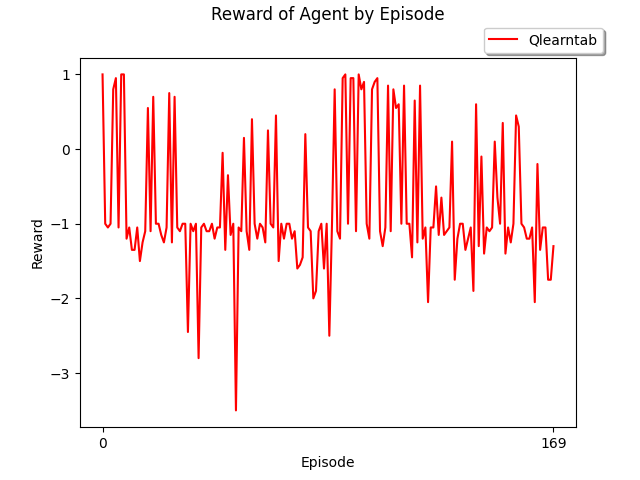 Reward of Agent by Episode
Qlearntab
1
0
−1
−2
−3
Reward
0
169
Episode